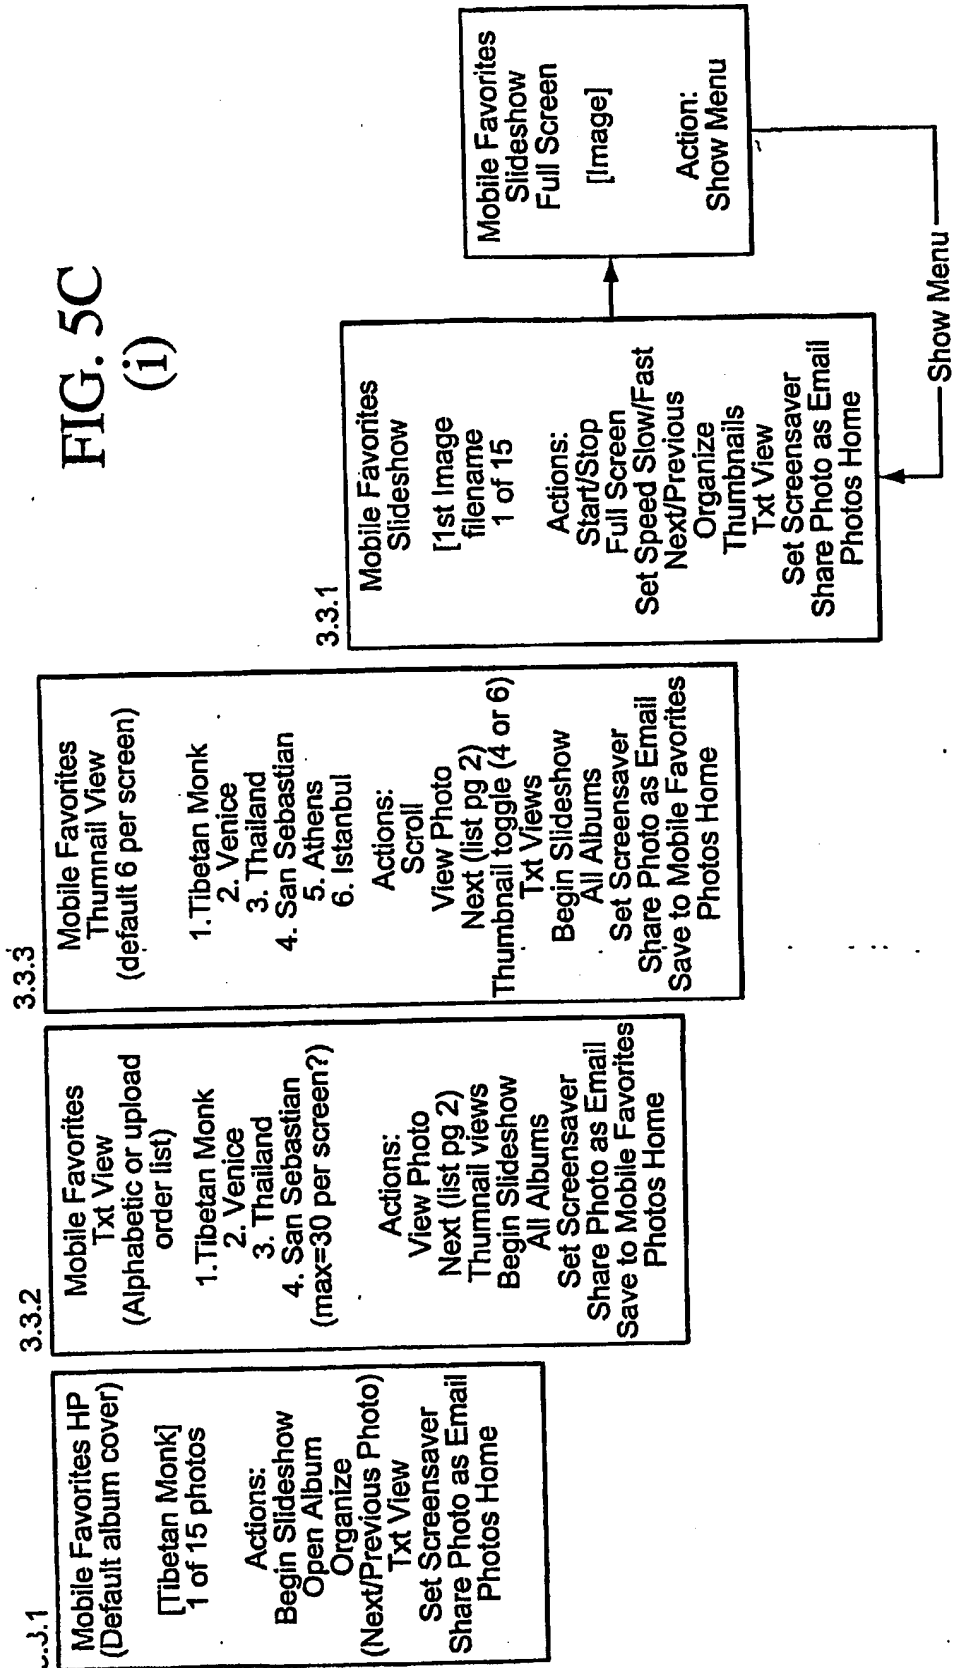 FIG. 5C
(i)
3.3.1
Mobile Favorites HP
(Default album cover)
[Tibetan Monk]
1 of 15 photos
Actions:
Begin Slideshow
Open Album
Organize
(Next/Previous Photo)
Txt View
Set Screensaver
Share Photo as Email
Photos Home
3.3.2
Mobile Favorites
Txt View
(Alphabetic or upload
order list)
1.Tibetan Monk
2. Venice
3. Thailand
4. San Sebastian
(max=30 per screen?)
Actions:
View Photo
Next (list pg 2)
Thumnail views
Begin Slideshow
All Albums
Set Screensaver
Share Photo as Email
Save to Mobile Favorites
Photos Home
3.3.3
Mobile Favorites
Thumnail View
(default 6 per screen)
1.Tibetan Monk
2. Venice
3. Thailand
4. San Sebastian
5. Athens
6. Istanbul
Actions:
Scroll
View Photo
Next (list pg 2)
Thumbnail toggle (4 or 6)
Txt Views
Begin Slideshow
All Albums
Set Screensaver
Share Photo as Email
Save to Mobile Favorites
Photos Home
3.3.1
Mobile Favorites
Slideshow
[1st Image
filename
1 of 15
Actions:
Start/Stop
Full Screen
Set Speed Slow/Fast
Next/Previous
Organize
Thumbnails
Txt View
Set Screensaver
Share Photo as Email
Photos Home
Mobile Favorites
Slideshow
Full Screen
[Image]
Action:
Show Menu
Show Menu